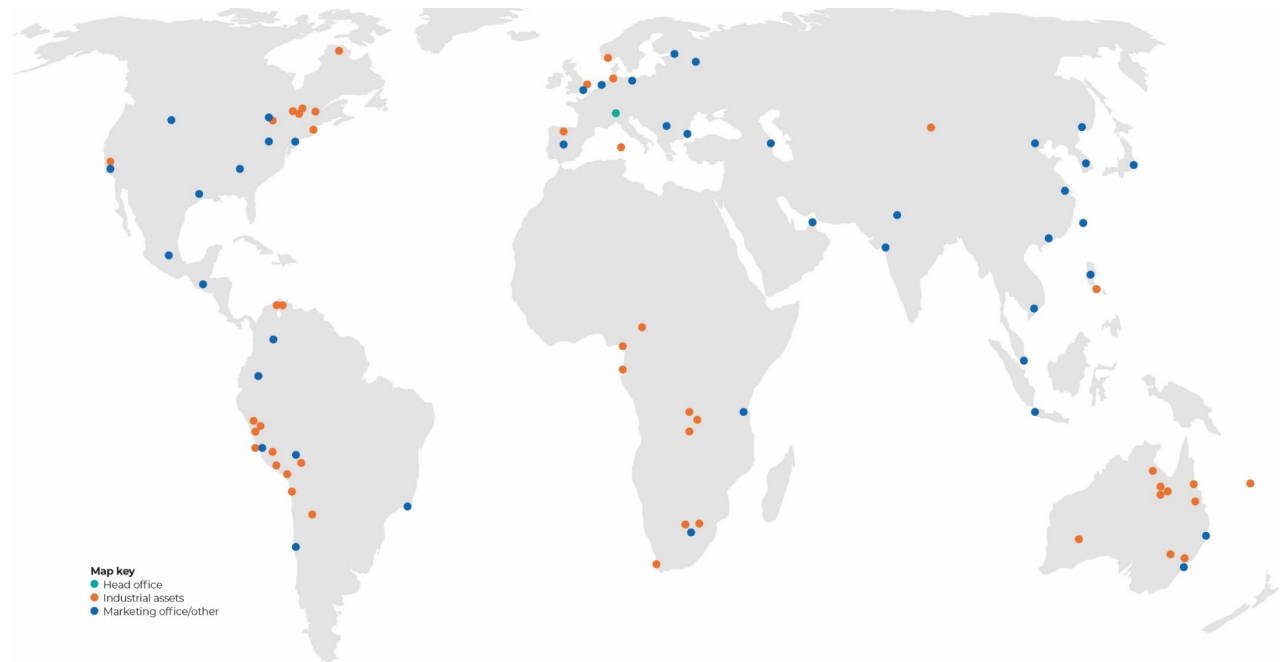 Map key
Head office
Industrial assets
Marketing office/other